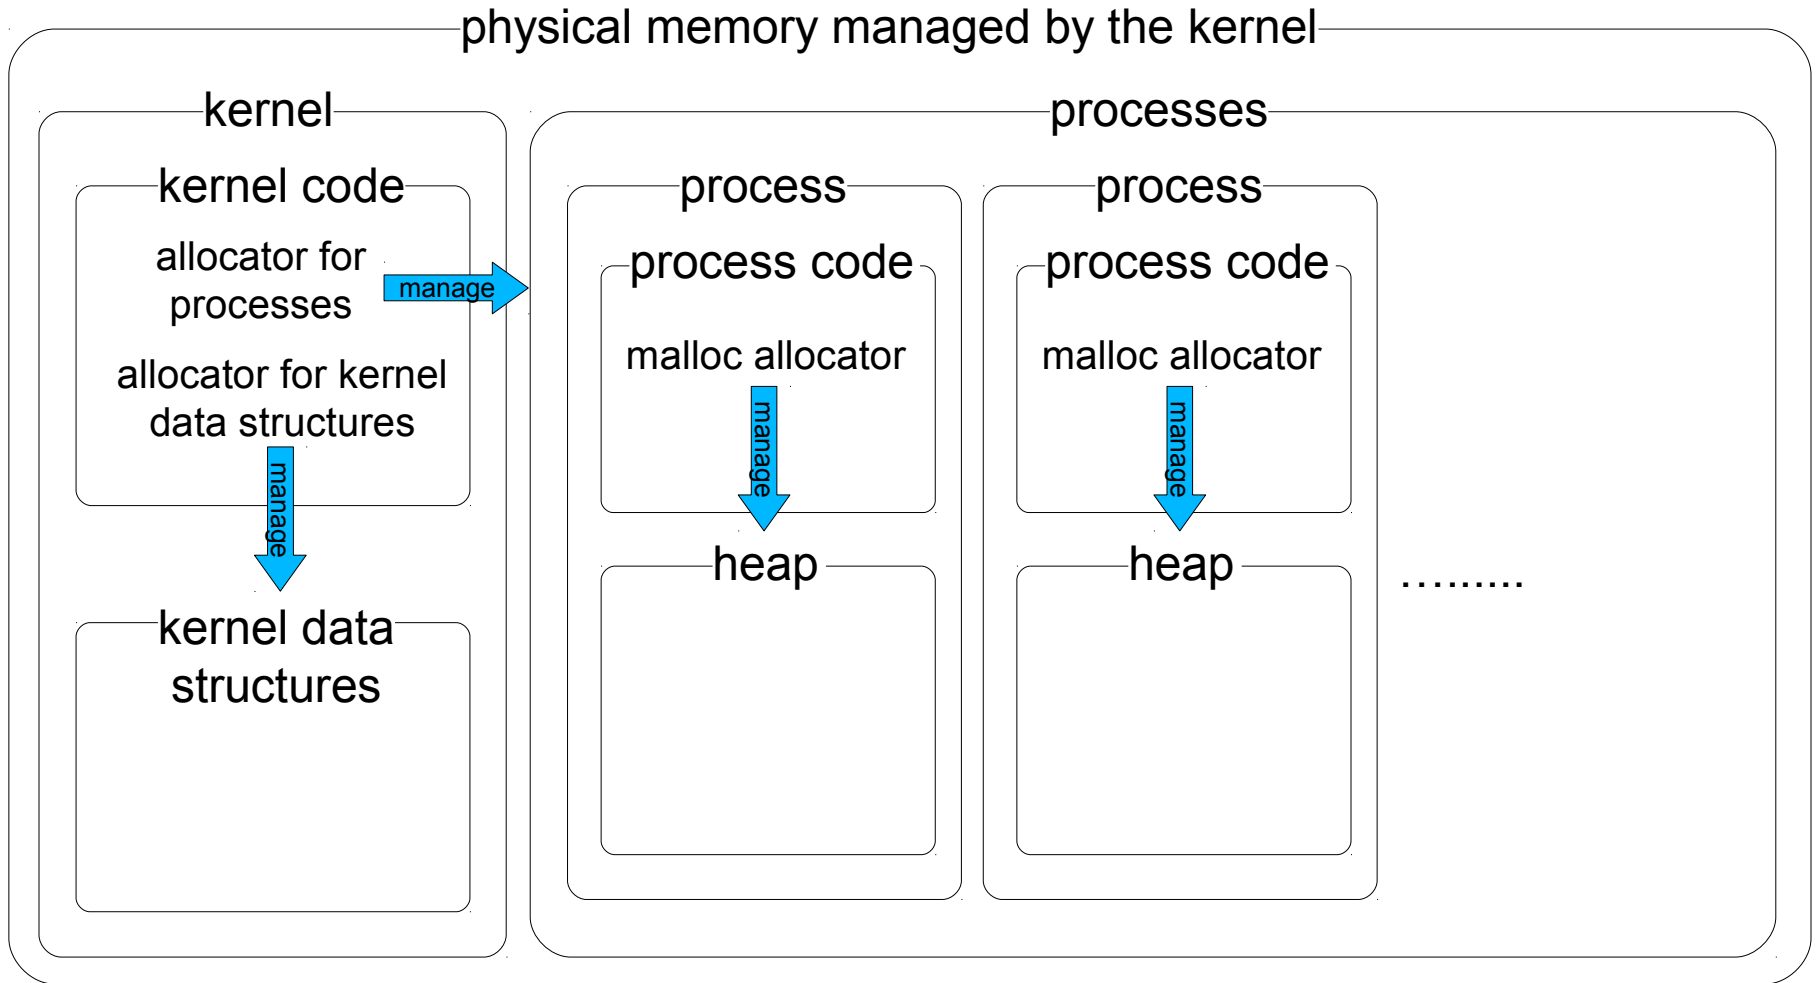 physical memory managed by the kernel
kernel
processes
kernel code
allocator for
processes
manage
allocator for kernel
data structures
manage
kernel data
structures
process
process code
malloc allocator
manage
heap
process
process code
malloc allocator
manage
heap
….......